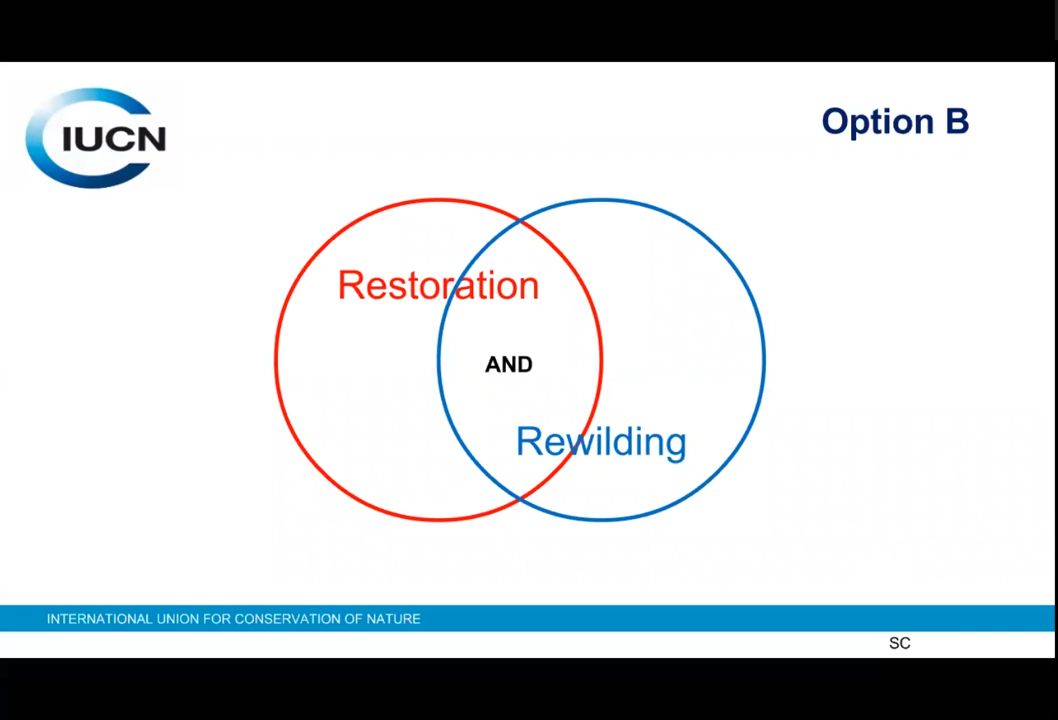 IUCN
Option B
Restoration
AND
Rewilding
INTERNATIONAL UNION FOR CONSERVATION OF NATURE
SC